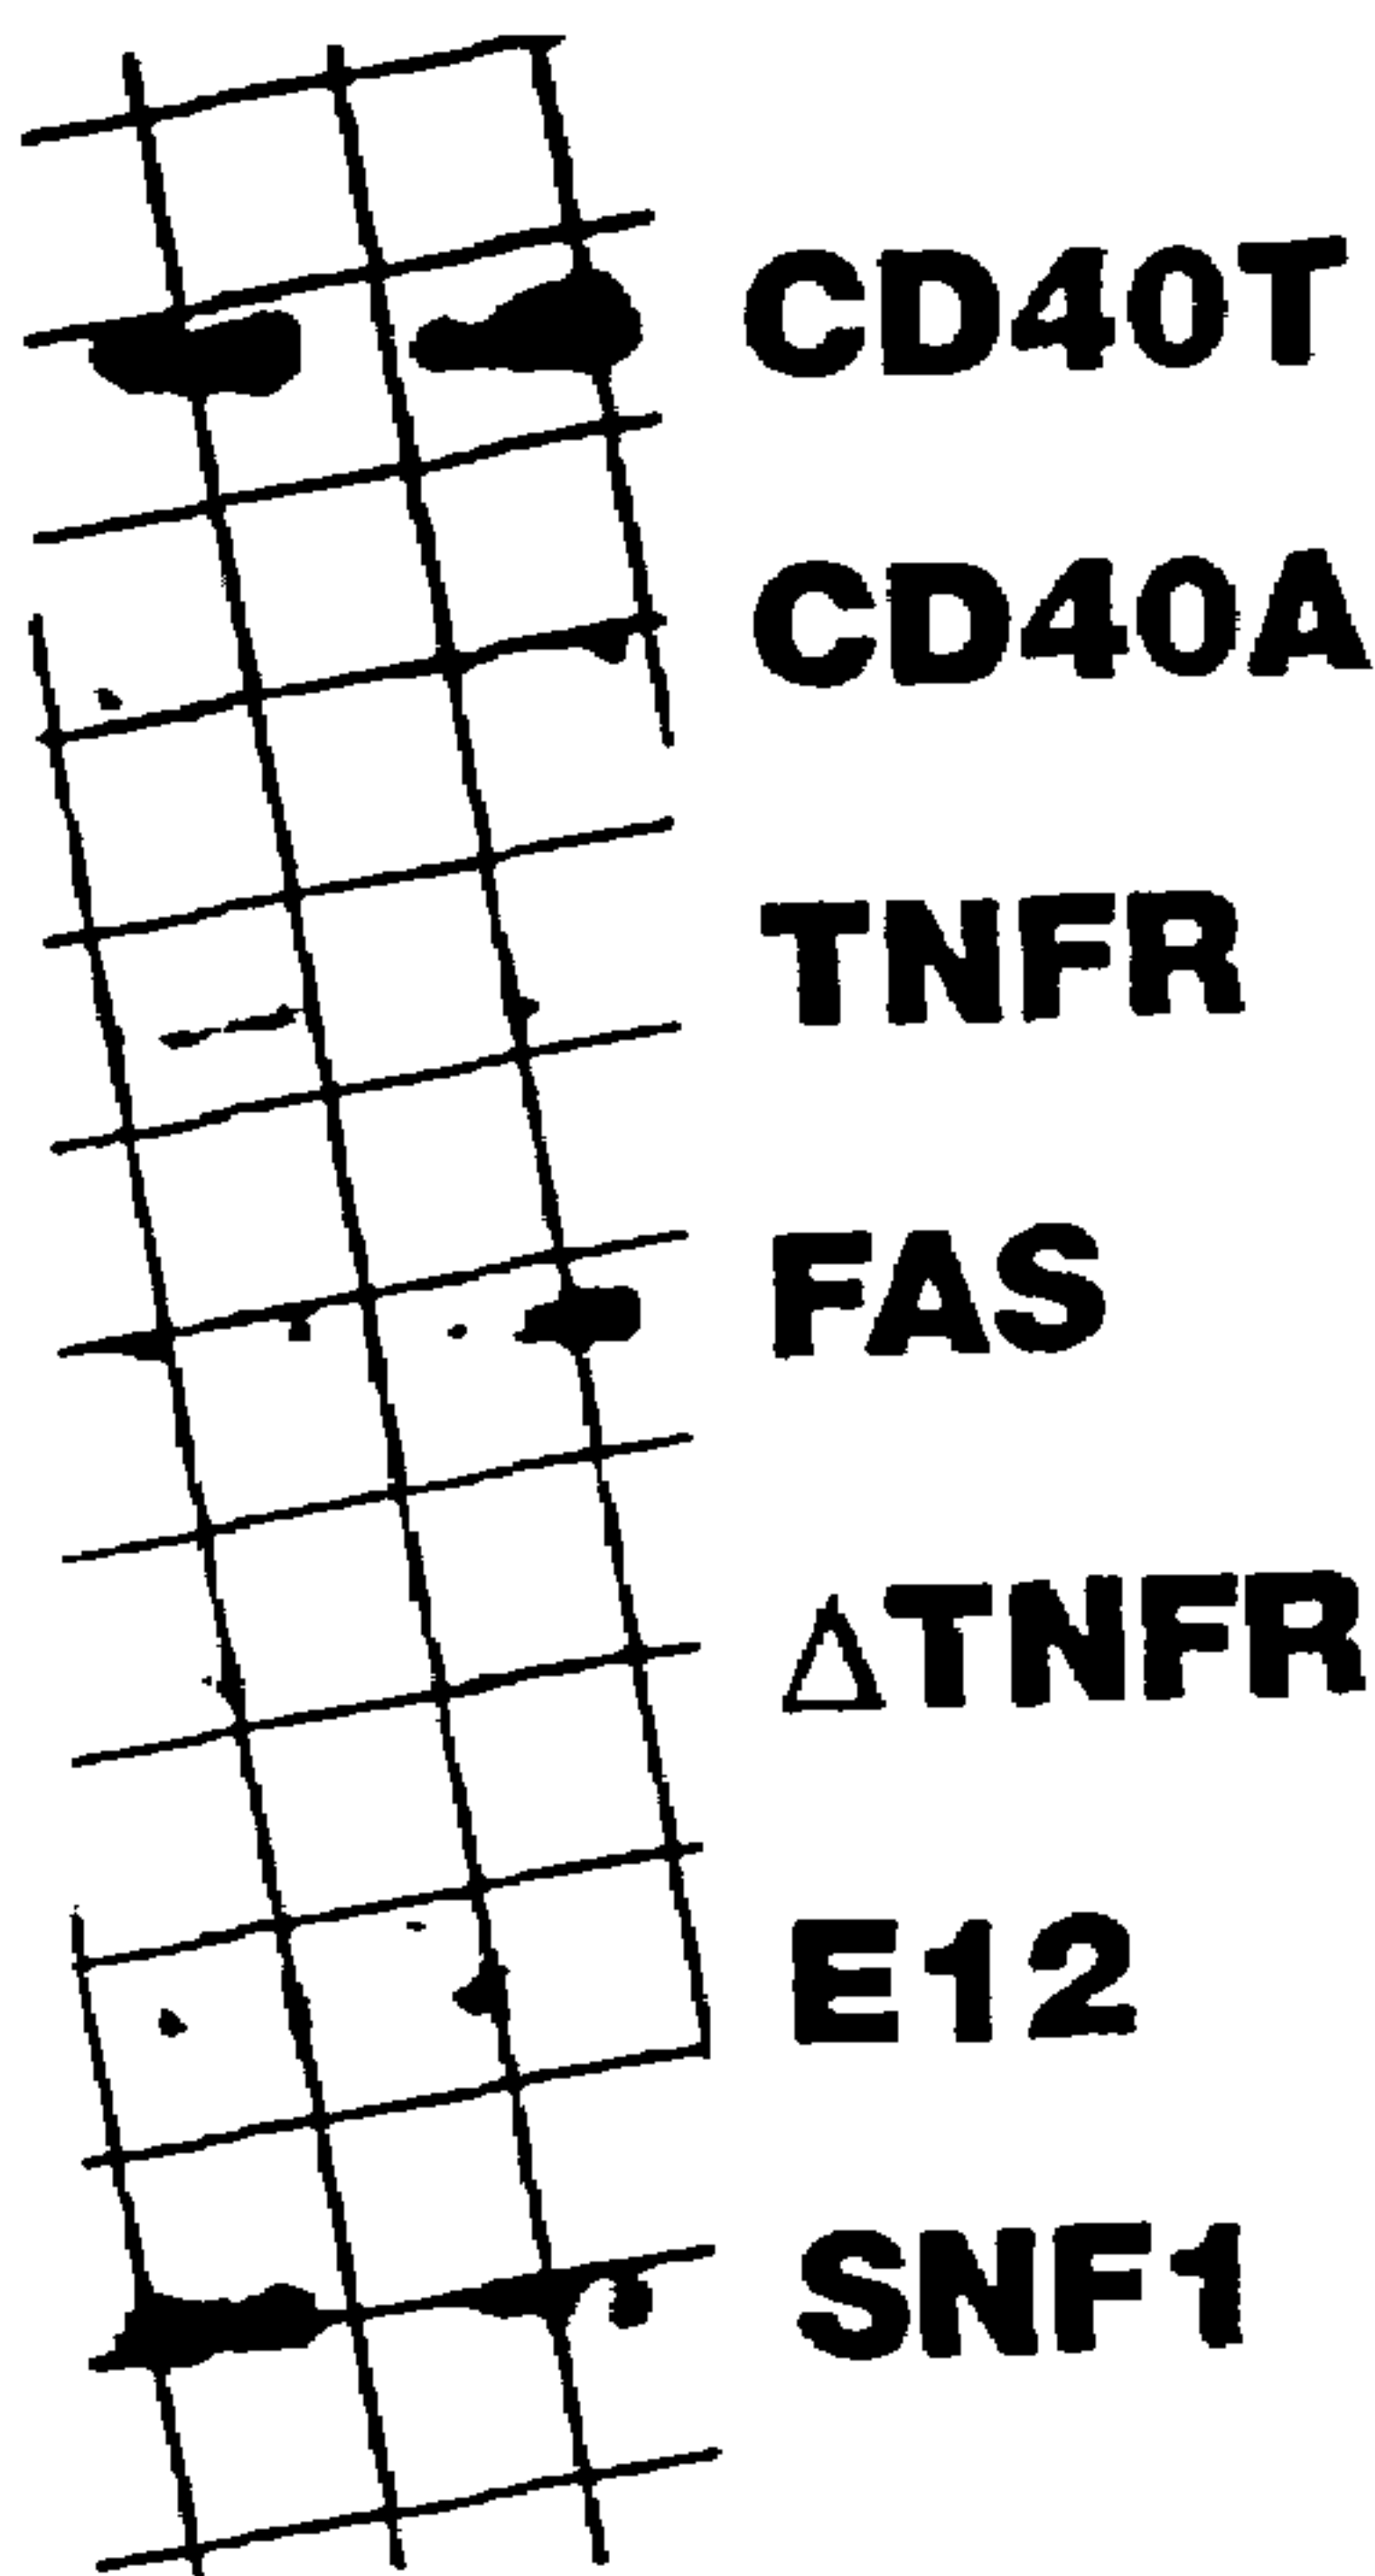 CD40T
CD40A
TNFR
FAS
ΔTNFR
E12
SNF1